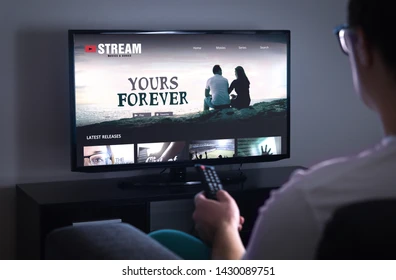 STREAM
YOURS
FOREVER
LATEST RELEASES
shutterstock.com · 1430089751